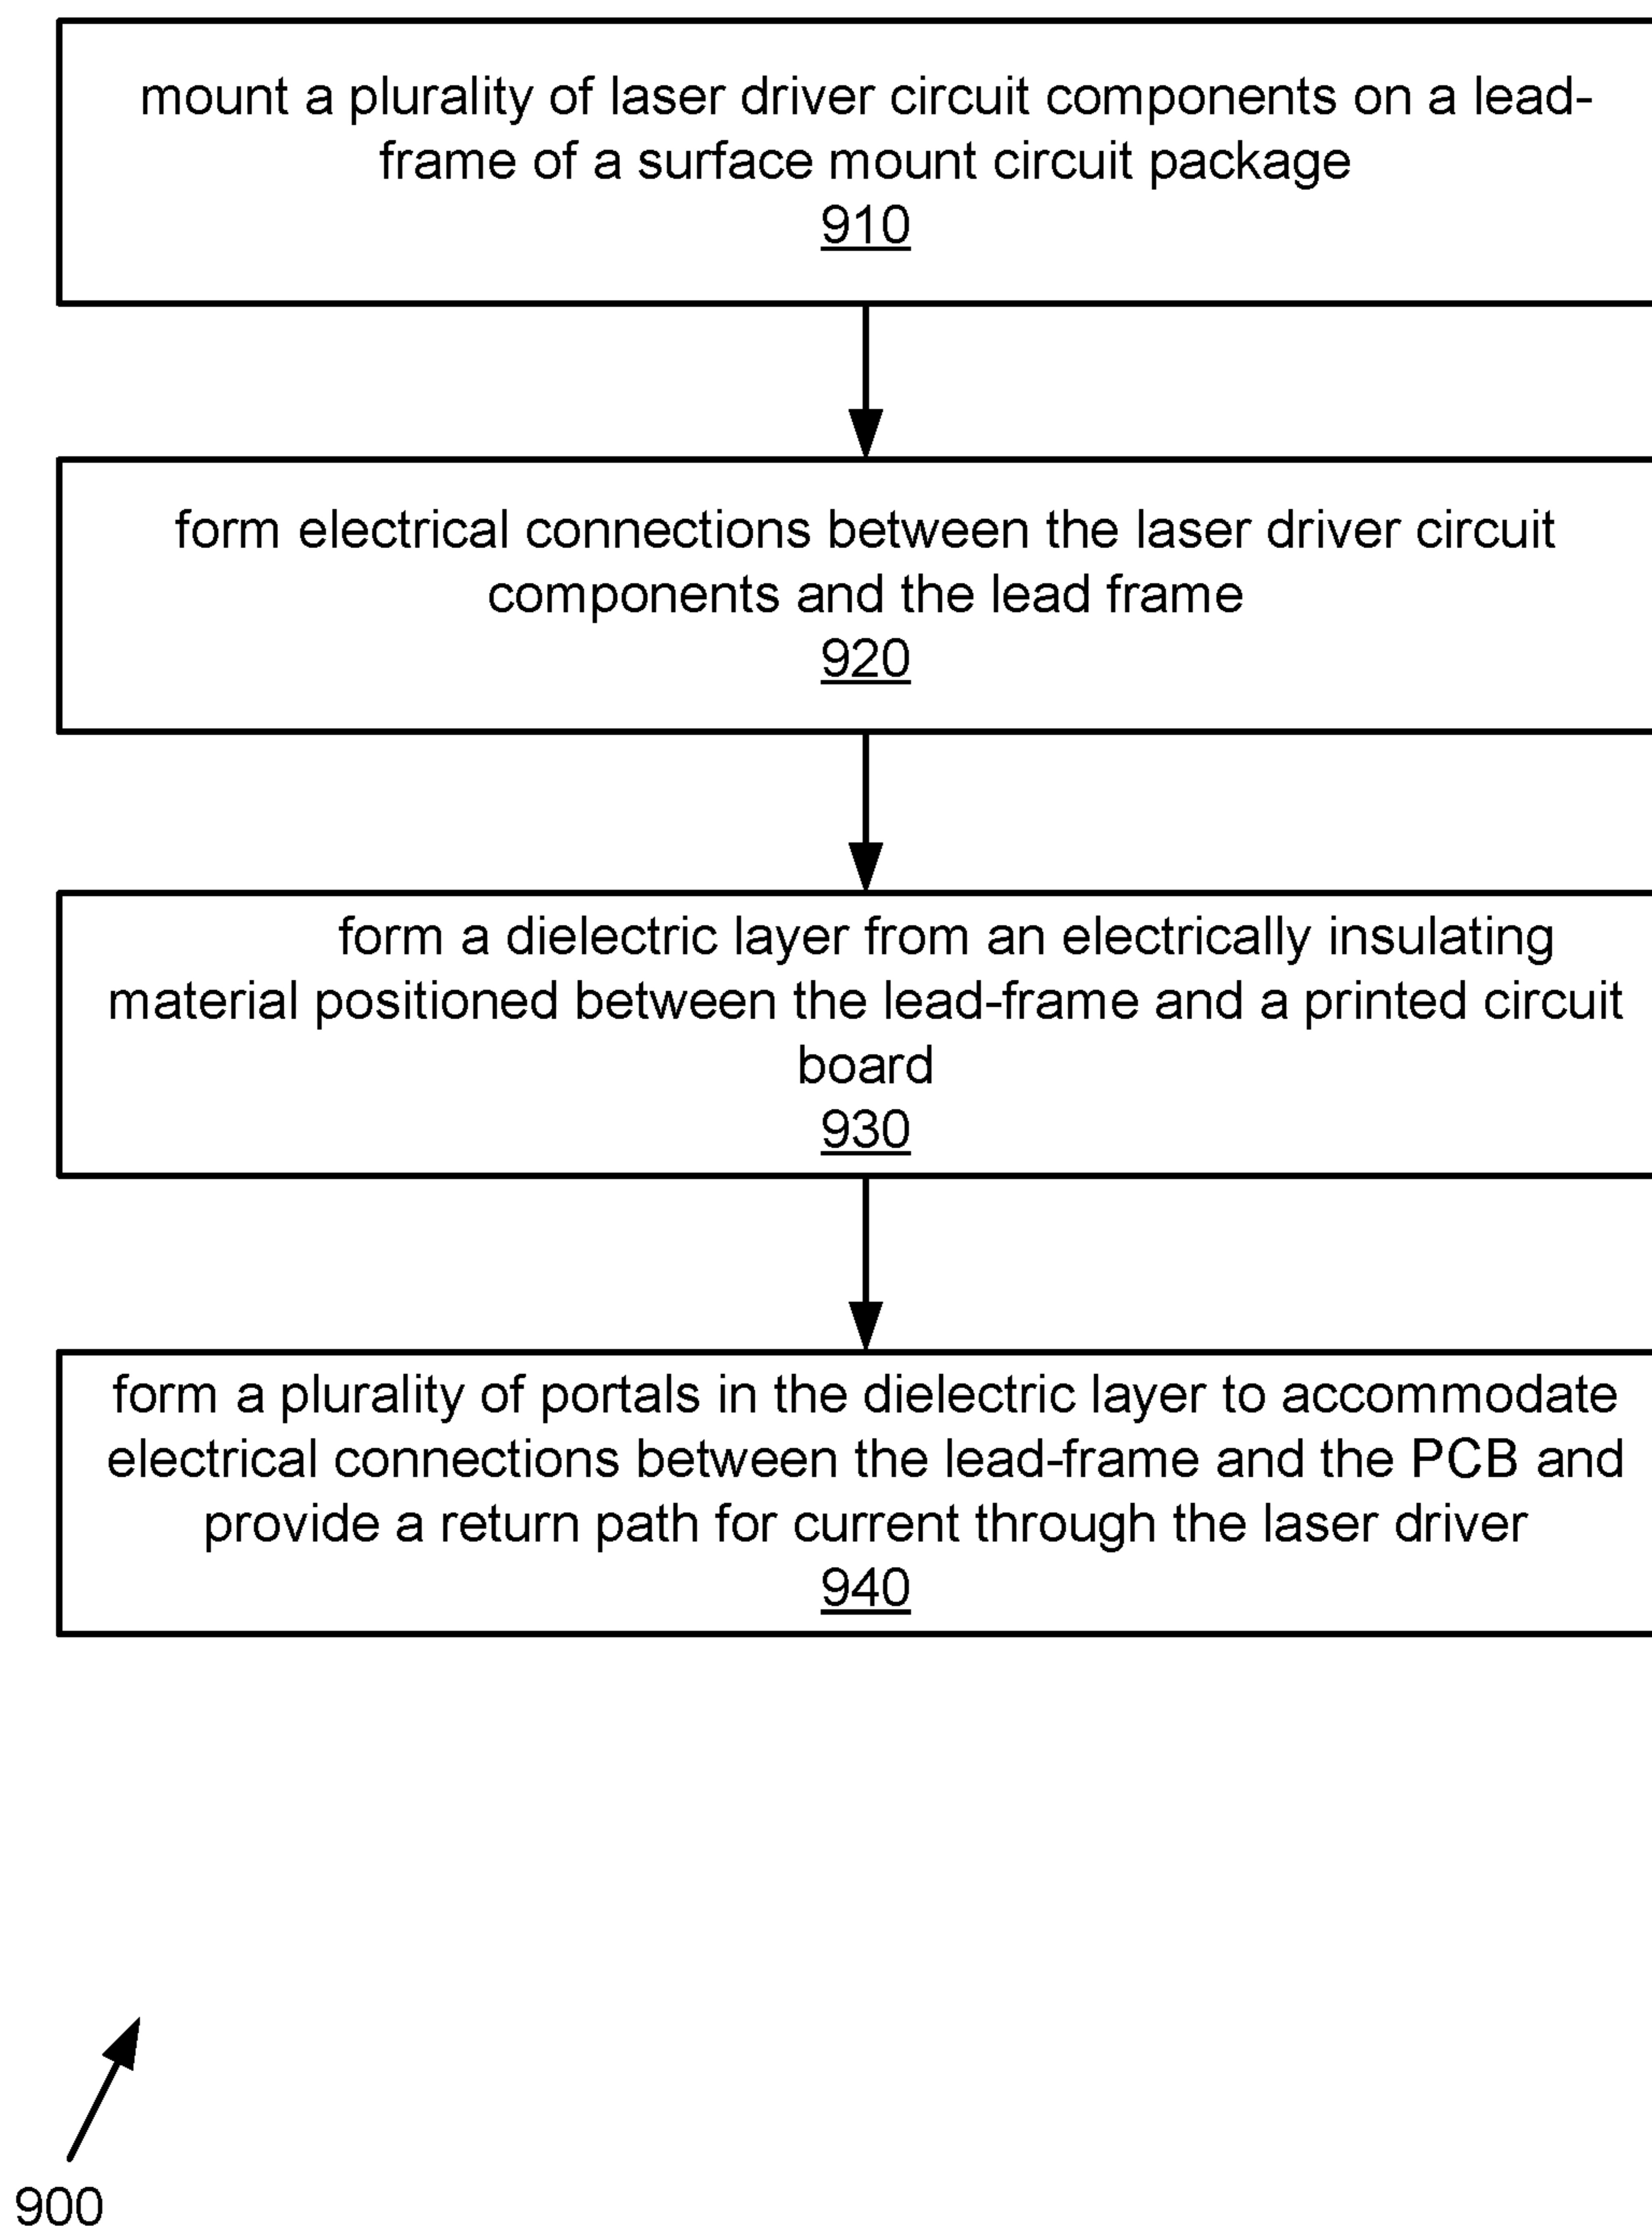 mount a plurality of laser driver circuit components on a lead-
frame of a surface mount circuit package
910
form electrical connections between the laser driver circuit
components and the lead frame
920
form a dielectric layer from an electrically insulating
material positioned between the lead-frame and a printed circuit
board
930
form a plurality of portals in the dielectric layer to accommodate
electrical connections between the lead-frame and the PCB and
provide a return path for current through the laser driver
940
900